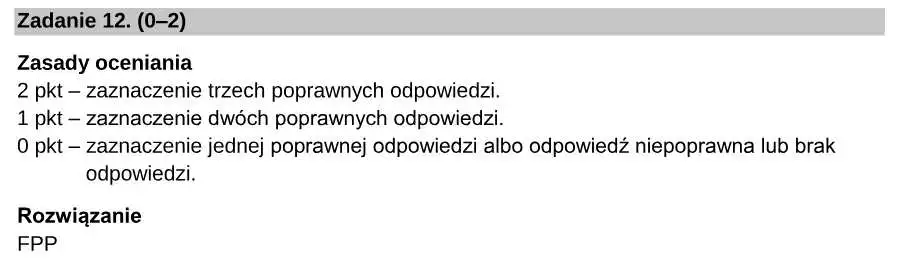 Zadanie 12. (0–2)
Zasady oceniania
2 pkt – zaznaczenie trzech poprawnych odpowiedzi.
1 pkt – zaznaczenie dwóch poprawnych odpowiedzi.
0 pkt – zaznaczenie jednej poprawnej odpowiedzi albo odpowiedź niepoprawna lub brak
odpowiedzi.
Rozwiązanie
FPP